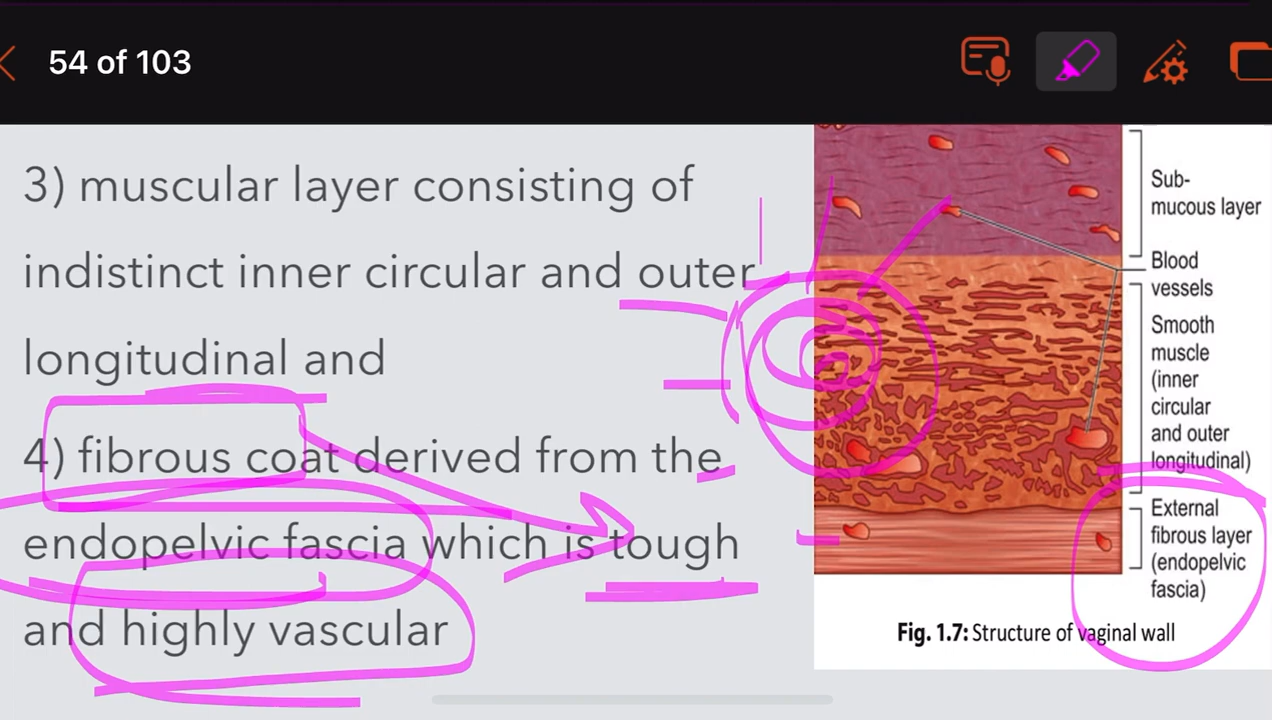 54 of 103
3) muscular layer consisting of
indistinct inner circular and outer
longitudinal and
4) fibrous coat derived from the
endopelvic fascia which is tough
and highly vascular
Sub-
mucous layer
Blood
vessels
Smooth
muscle
(inner
circular
and outer
longitudinal)
External
fibrous layer
(endopelvic
fascia)
Fig. 1.7: Structure of vaginal wall